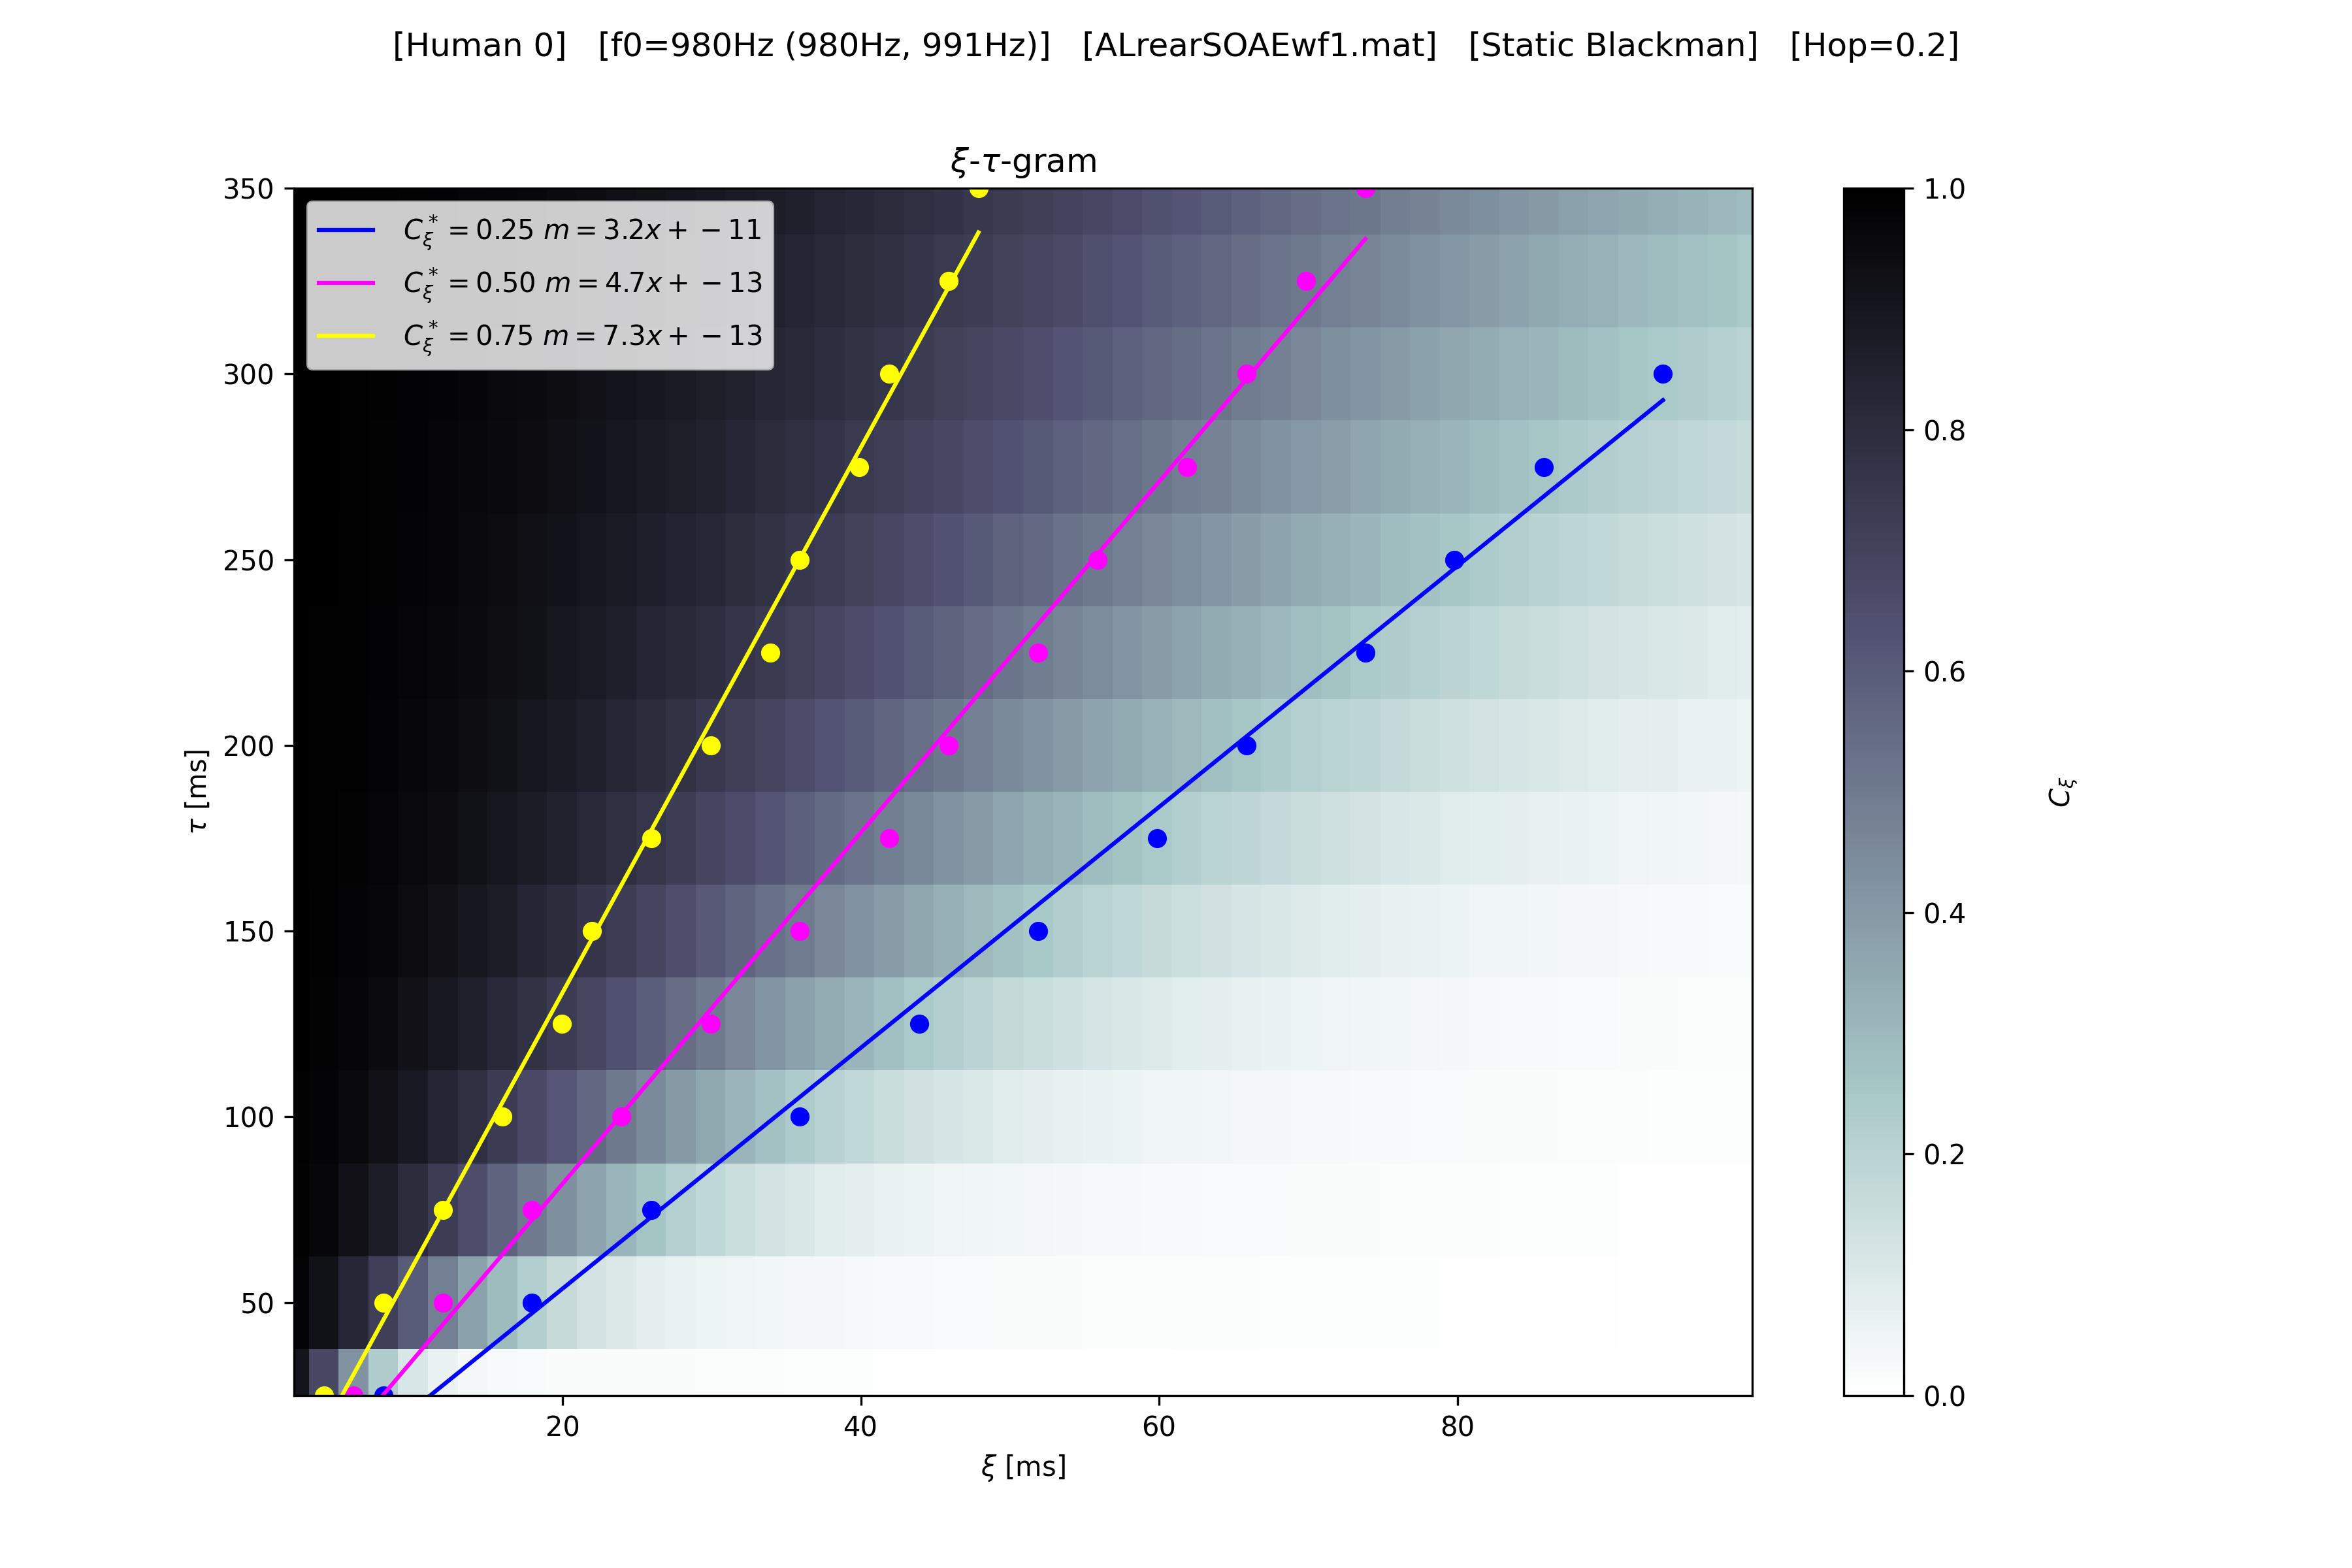 [Human 0]   [f0=980Hz (980Hz, 991Hz)]   [ALrearSOAEwf1.mat]   [Static Blackman]   [Hop=0.2]
ξ-τ-gram
C*ξ = 0.25 m = 3.2x + −11
C*ξ = 0.50 m = 4.7x + −13
C*ξ = 0.75 m = 7.3x + −13
350
300
250
200
150
100
50
τ [ms]
20 40 60 80
ξ [ms]
1.0
0.8
0.6
0.4
0.2
0.0
Cξ